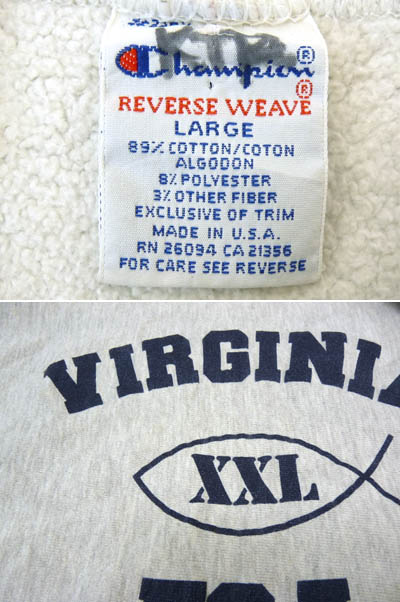 Champion®
®
REVERSE WEAVE
LARGE
89% COTTON/COTON
ALGODON
8% POLYESTER
3% OTHER FIBER
EXCLUSIVE OF TRIM
MADE IN U.S.A.
RN 26094 CA 21356
FOR CARE SEE REVERSE
VIRGINIA
XXL